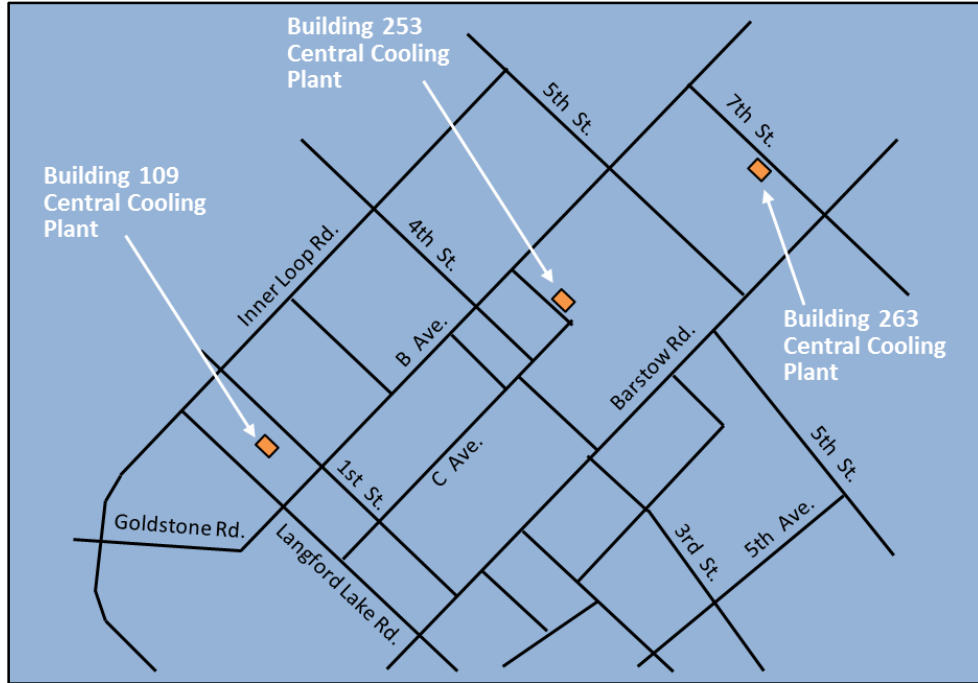 Building 253
Central Cooling
Plant
5th St.
7th St.
Building 109
Central Cooling
Plant
Inner Loop Rd.
4th St.
B Ave.
Building 263
Central Cooling
Plant
Barstow Rd.
C Ave.
1st St.
5th St.
Goldstone Rd.
Langford Lake Rd.
3rd St.
5th Ave.